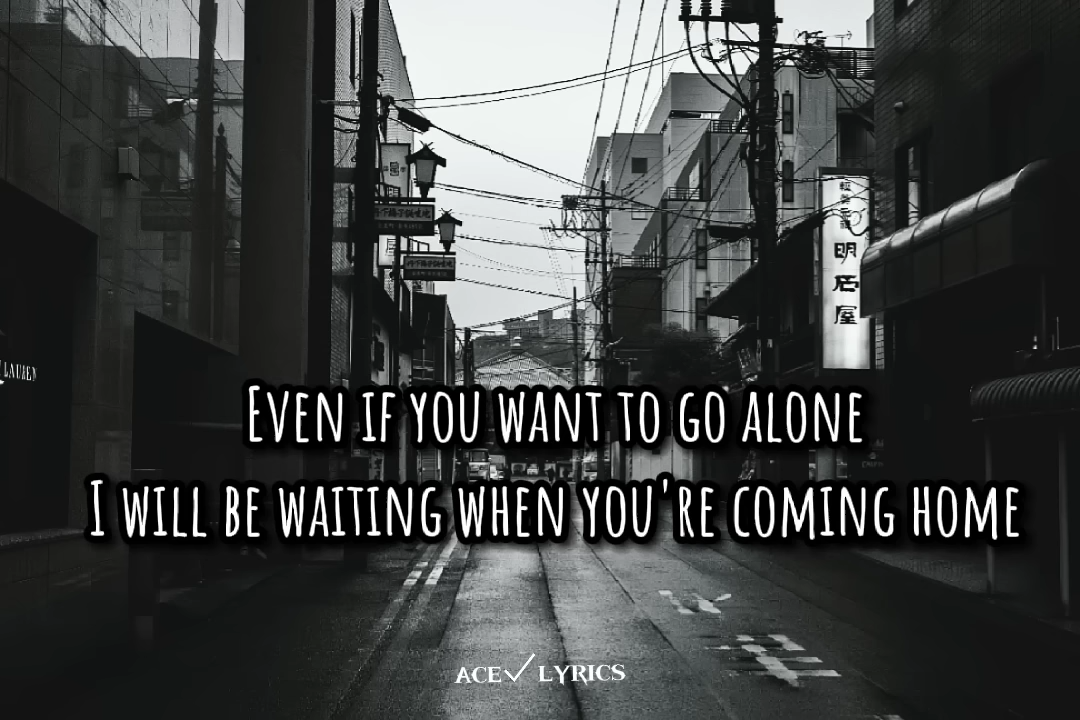 明石屋
LAUREN
Even if you want to go alone
I will be waiting when you're coming home
ACE LYRICS